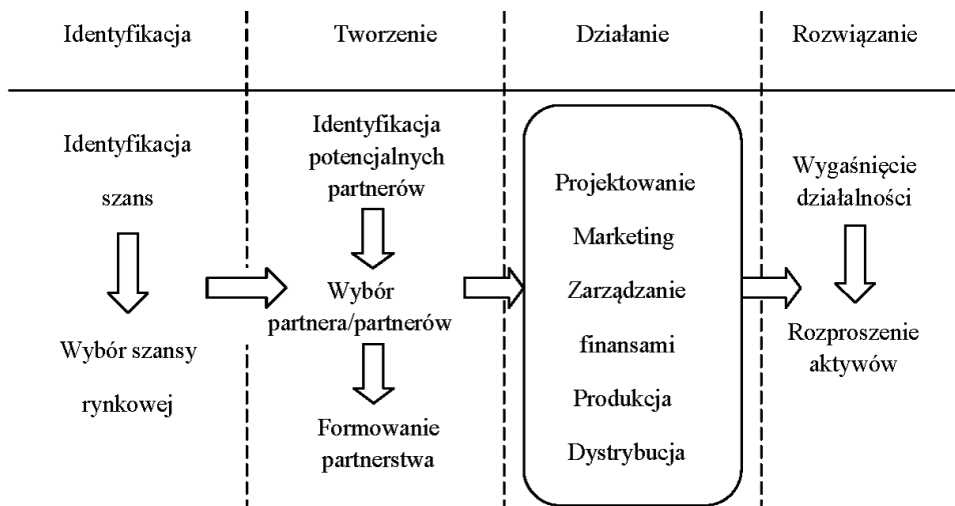 Identyfikacja
Tworzenie
Działanie
Rozwiązanie
Identyfikacja
szans
Wybór szansy
rynkowej
Identyfikacja
potencjalnych
partnerów
Wybór
partnera/partnerów
Formowanie
partnerstwa
Projektowanie
Marketing
Zarządzanie
finansami
Produkcja
Dystrybucja
Wygaśnięcie
działalności
Rozproszenie
aktywów